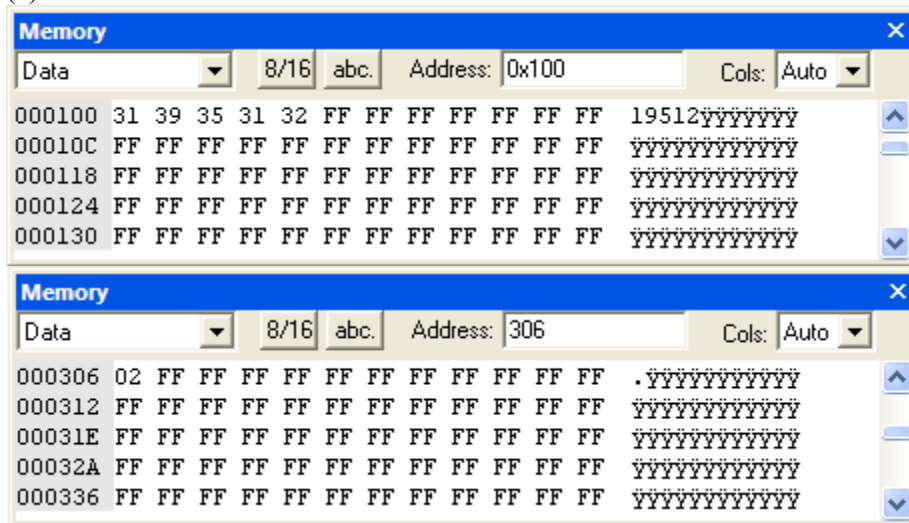 Memory ×
Data 8/16 abc. Address: 0x100 Cols: Auto
000100 31 39 35 31 32 FF FF FF FF FF FF FF 19512ÿÿÿÿÿÿÿ
00010C FF FF FF FF FF FF FF FF FF FF FF FF ÿÿÿÿÿÿÿÿÿÿÿÿ
000118 FF FF FF FF FF FF FF FF FF FF FF FF ÿÿÿÿÿÿÿÿÿÿÿÿ
000124 FF FF FF FF FF FF FF FF FF FF FF FF ÿÿÿÿÿÿÿÿÿÿÿÿ
000130 FF FF FF FF FF FF FF FF FF FF FF FF ÿÿÿÿÿÿÿÿÿÿÿÿ
Memory ×
Data 8/16 abc. Address: 306 Cols: Auto
000306 02 FF FF FF FF FF FF FF FF FF FF FF .ÿÿÿÿÿÿÿÿÿÿÿ
000312 FF FF FF FF FF FF FF FF FF FF FF FF ÿÿÿÿÿÿÿÿÿÿÿÿ
00031E FF FF FF FF FF FF FF FF FF FF FF FF ÿÿÿÿÿÿÿÿÿÿÿÿ
00032A FF FF FF FF FF FF FF FF FF FF FF FF ÿÿÿÿÿÿÿÿÿÿÿÿ
000336 FF FF FF FF FF FF FF FF FF FF FF FF ÿÿÿÿÿÿÿÿÿÿÿÿ